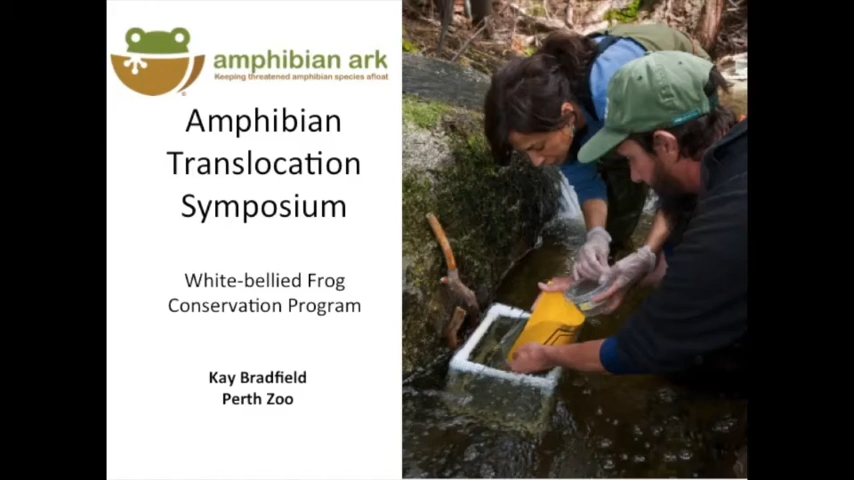 amphibian ark
Keeping threatened amphibian species afloat
Amphibian
Translocation
Symposium
White-bellied Frog
Conservation Program
Kay Bradfield
Perth Zoo